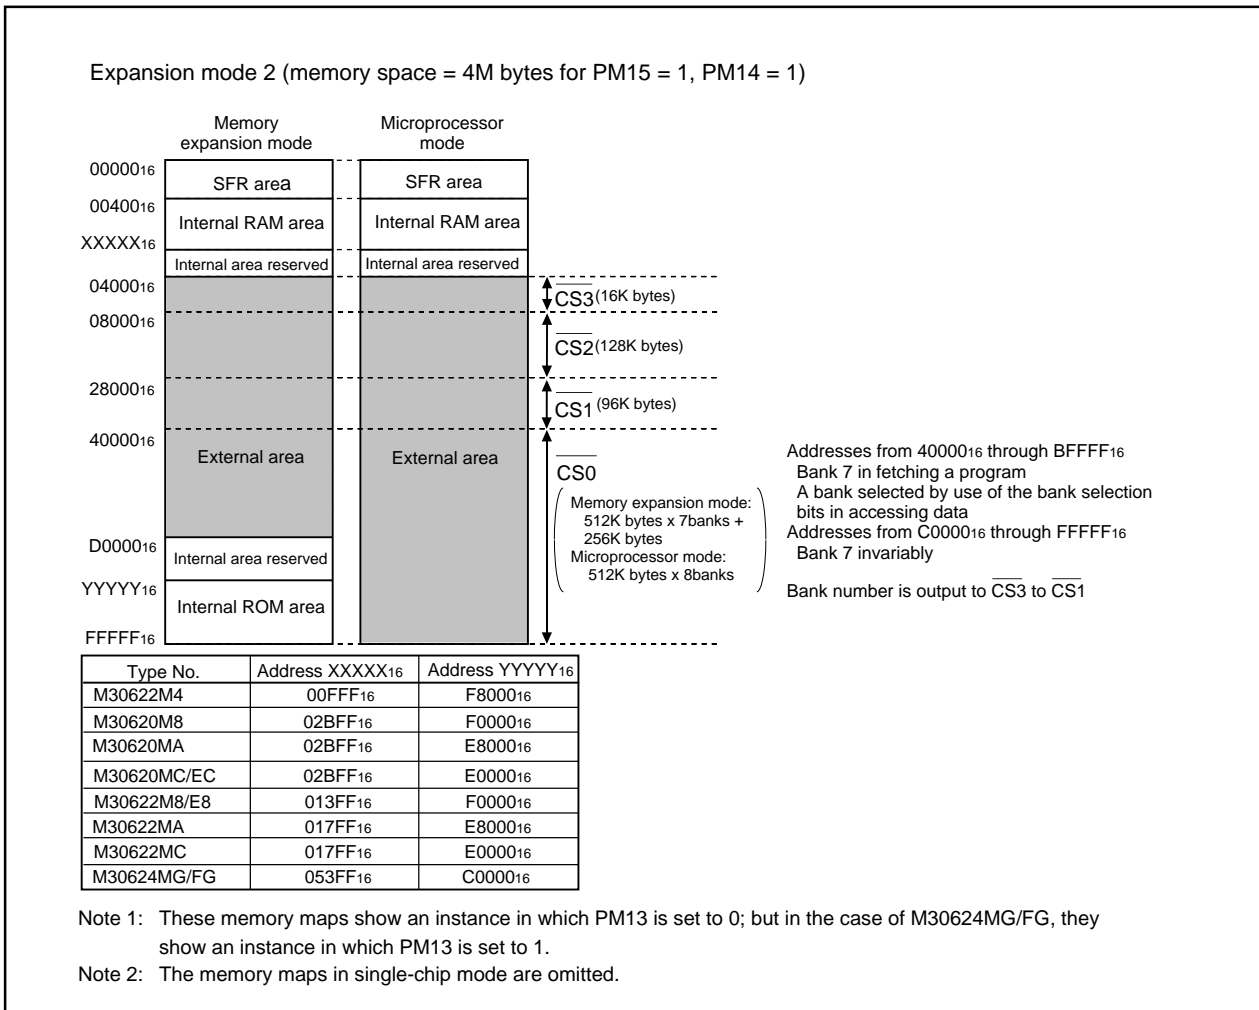 Expansion mode 2 (memory space = 4M bytes for PM15 = 1, PM14 = 1)
Memory expansion mode
Microprocessor mode
00000₁₆
SFR area
SFR area
00400₁₆
Internal RAM area
Internal RAM area
XXXXX₁₆
Internal area reserved
Internal area reserved
04000₁₆
CS3 (16K bytes)
08000₁₆
CS2 (128K bytes)
28000₁₆
CS1 (96K bytes)
40000₁₆
External area
External area
CS0
Memory expansion mode:
512K bytes x 7banks +
256K bytes
Microprocessor mode:
512K bytes x 8banks
Addresses from 40000₁₆ through BFFFF₁₆
Bank 7 in fetching a program
A bank selected by use of the bank selection
bits in accessing data
Addresses from C0000₁₆ through FFFFF₁₆
Bank 7 invariably
Bank number is output to CS3 to CS1
D0000₁₆
Internal area reserved
YYYYY₁₆
Internal ROM area
FFFFF₁₆
Type No. Address XXXXX₁₆ Address YYYYY₁₆
M30622M4 00FFF₁₆ F8000₁₆
M30620M8 02BFF₁₆ F0000₁₆
M30620MA 02BFF₁₆ E8000₁₆
M30620MC/EC 02BFF₁₆ E0000₁₆
M30622M8/E8 013FF₁₆ F0000₁₆
M30622MA 017FF₁₆ E8000₁₆
M30622MC 017FF₁₆ E0000₁₆
M30624MG/FG 053FF₁₆ C0000₁₆
Note 1: These memory maps show an instance in which PM13 is set to 0; but in the case of M30624MG/FG, they
show an instance in which PM13 is set to 1.
Note 2: The memory maps in single-chip mode are omitted.